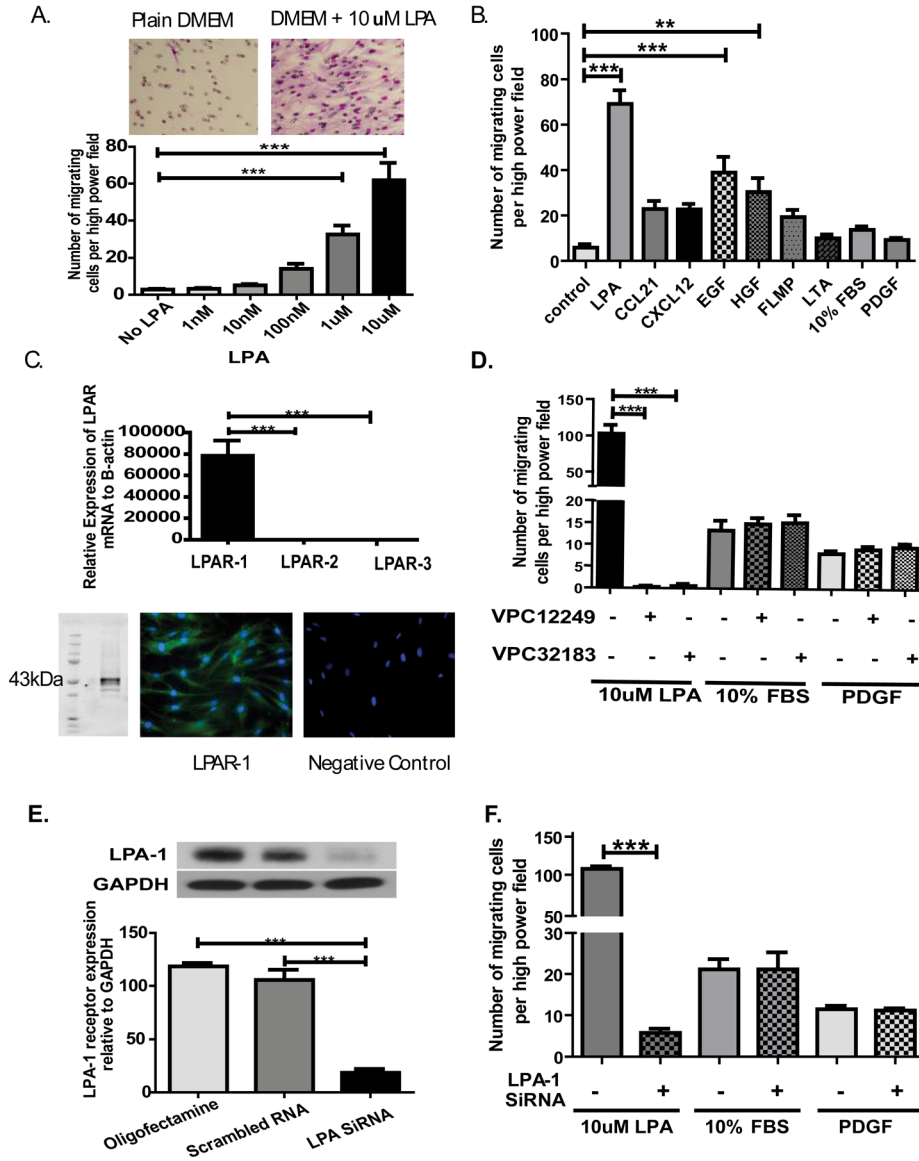 A.
Plain DMEM
DMEM + 10 uM LPA
Number of migrating
cells per high power field
80
60
40
20
0
***
***
No LPA
1nM
10nM
100nM
1uM
10uM
LPA
B.
Number of migrating cells
per high power field
100
80
60
40
20
0
**
***
***
control
LPA
CCL21
CXCL12
EGF
HGF
FLMP
LTA
10% FBS
PDGF
C.
Relative Expression of LPAR
mRNA to B-actin
100000
80000
60000
40000
20000
0
***
***
LPAR-1
LPAR-2
LPAR-3
43kDa
LPAR-1
Negative Control
D.
Number of migrating
cells per high power field
150
100
50
20
15
10
5
0
***
***
VPC12249 - + - - + - - + -
VPC32183 - - + - - + - - +
10uM LPA
10% FBS
PDGF
E.
LPA-1
GAPDH
LPA-1 receptor expression
relative to GAPDH
150
100
50
0
***
***
Oligofectamine
Scrambled RNA
LPA SiRNA
F.
Number of migrating cells
per high power field
150
100
50
30
20
10
0
***
LPA-1
SiRNA
- + - + - +
10uM LPA
10% FBS
PDGF